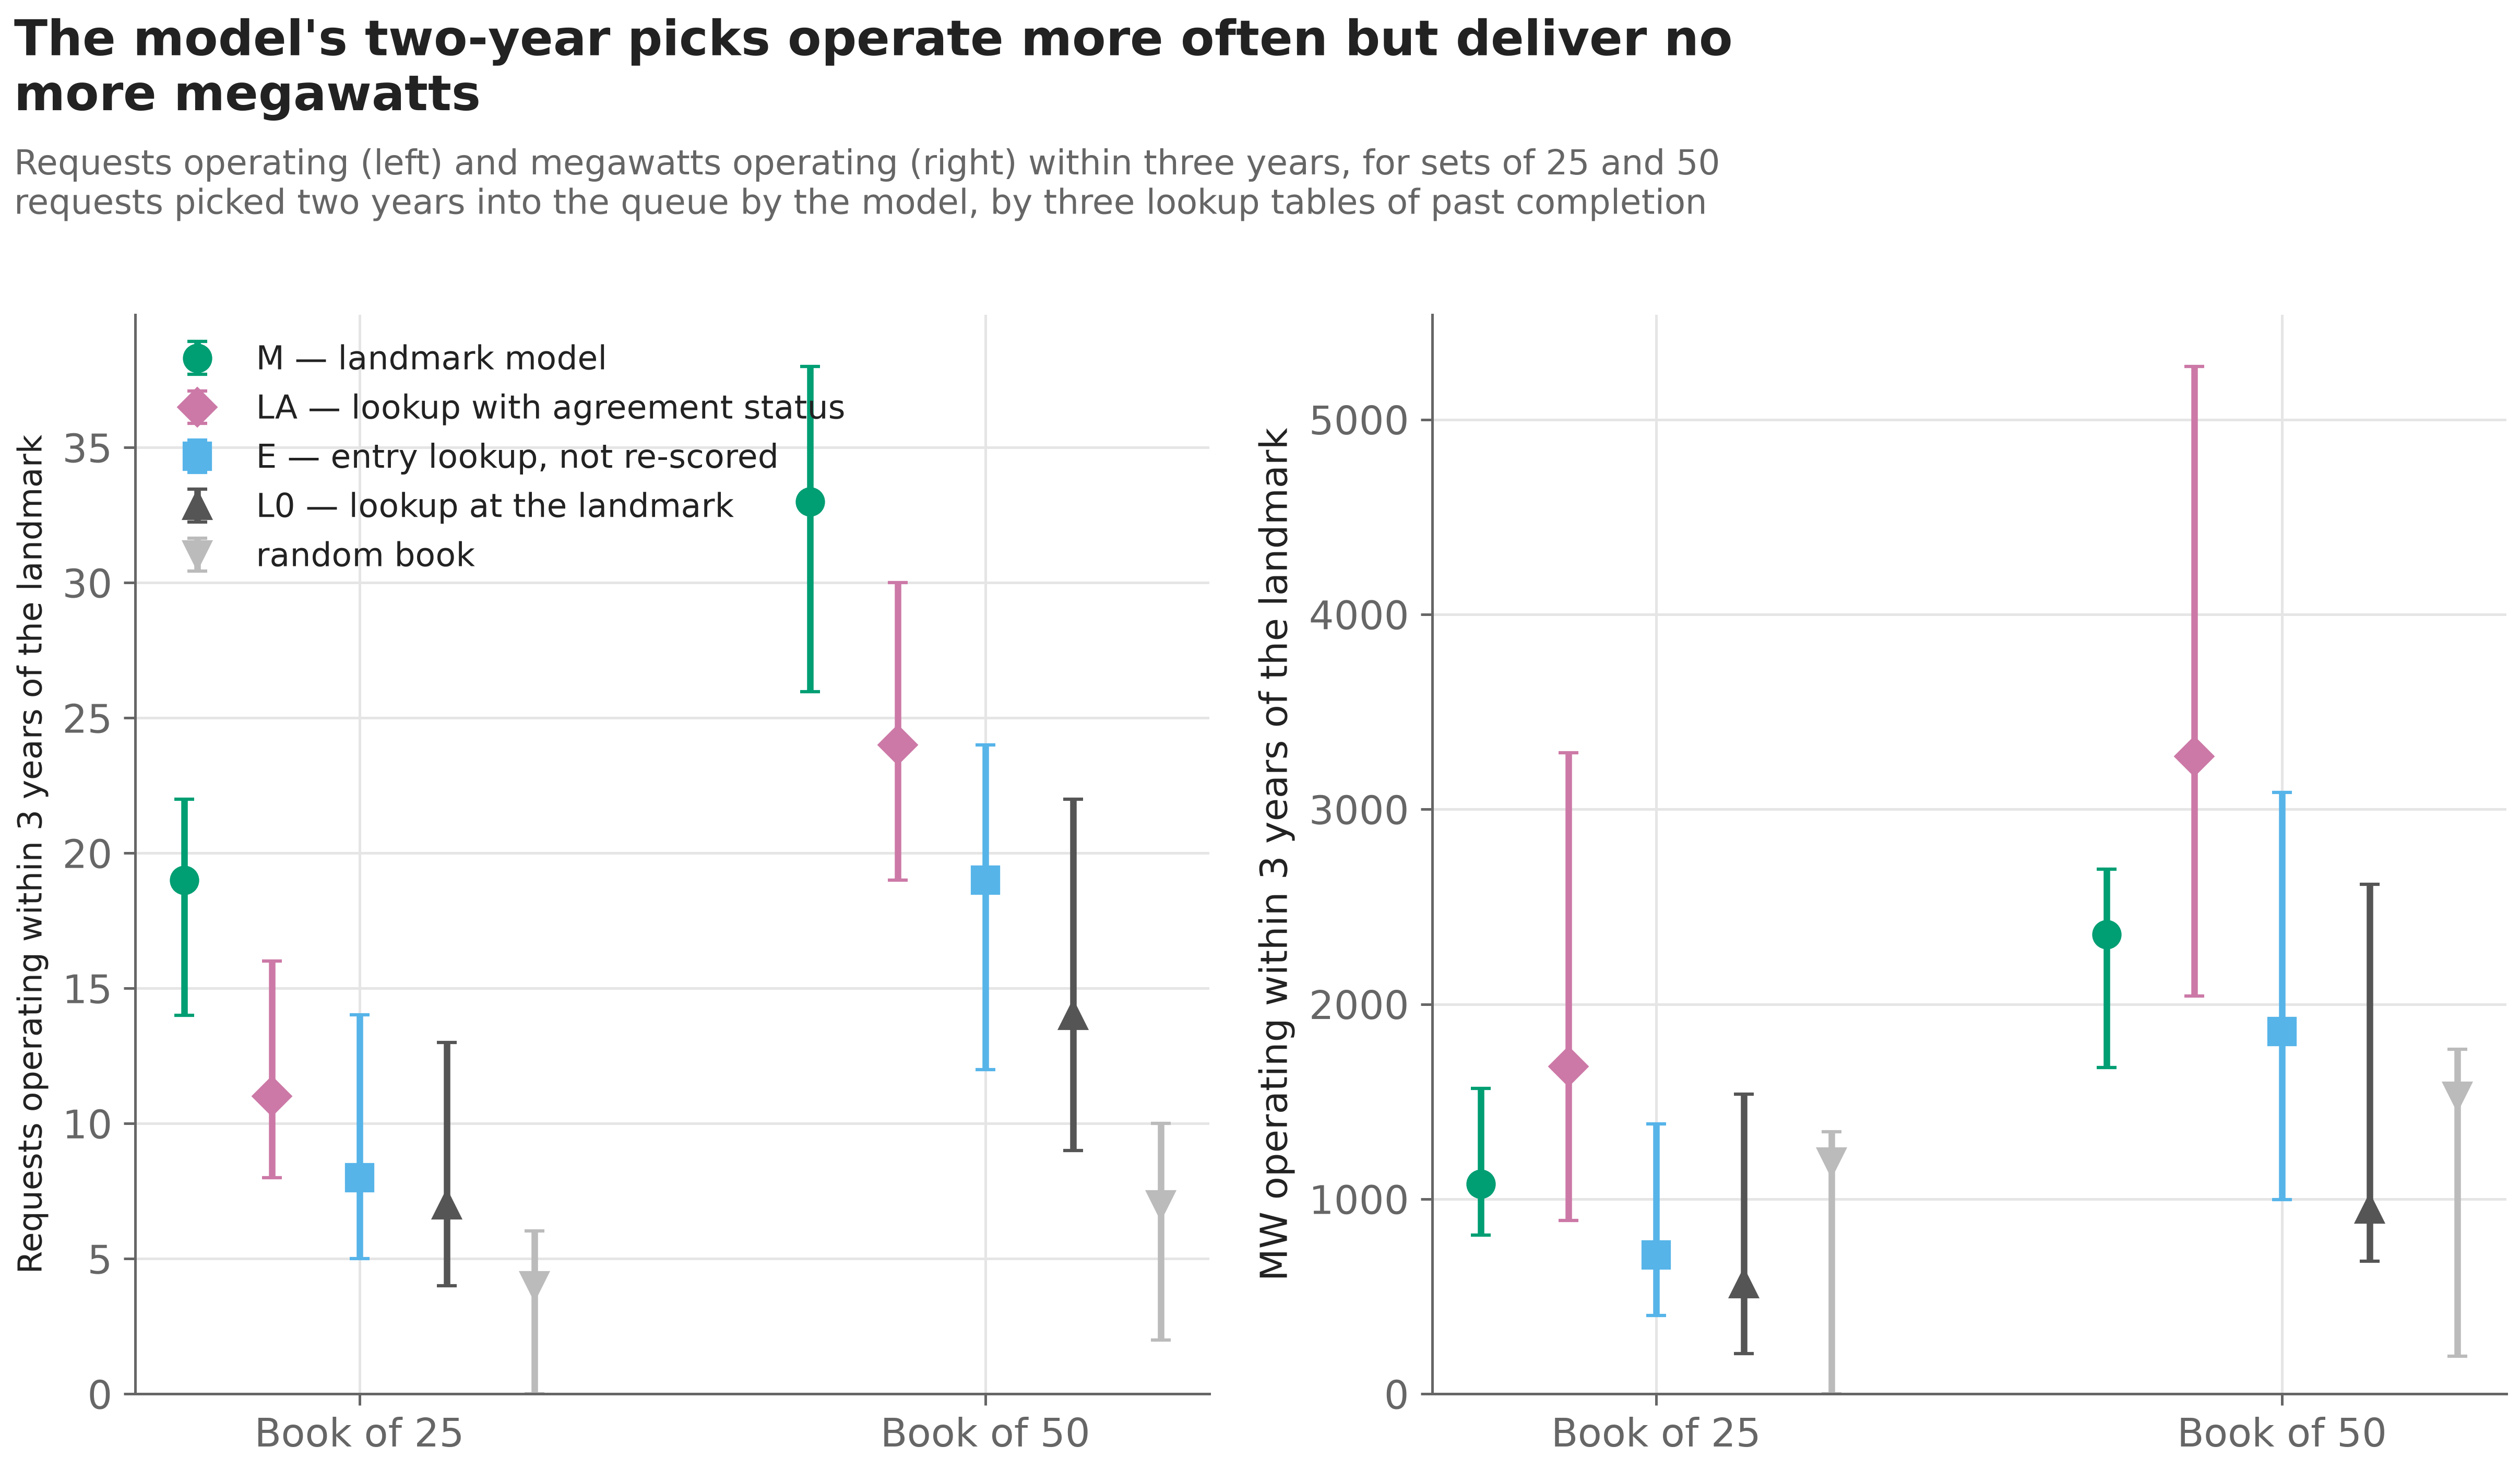 The model's two-year picks operate more often but deliver no
more megawatts
Requests operating (left) and megawatts operating (right) within three years, for sets of 25 and 50
requests picked two years into the queue by the model, by three lookup tables of past completion
Requests operating within 3 years of the landmark
35
30
25
20
15
10
5
0
M — landmark model
LA — lookup with agreement status
E — entry lookup, not re-scored
L0 — lookup at the landmark
random book
Book of 25
Book of 50
MW operating within 3 years of the landmark
5000
4000
3000
2000
1000
0
Book of 25
Book of 50